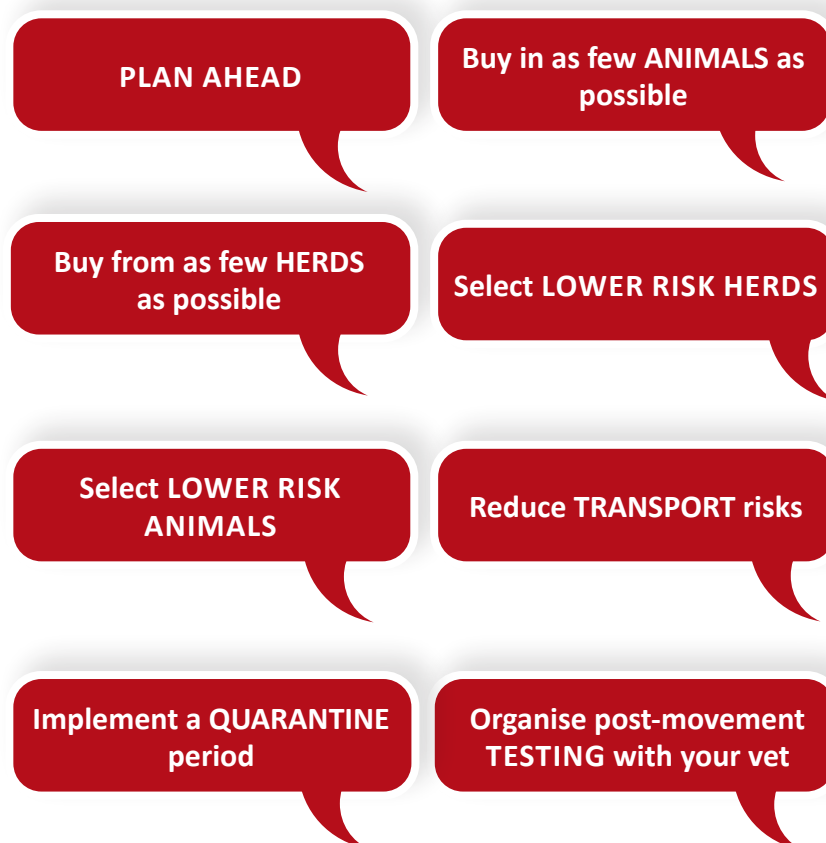 PLAN AHEAD
Buy in as few ANIMALS as
possible
Buy from as few HERDS
as possible
Select LOWER RISK HERDS
Select LOWER RISK
ANIMALS
Reduce TRANSPORT risks
Implement a QUARANTINE
period
Organise post-movement
TESTING with your vet